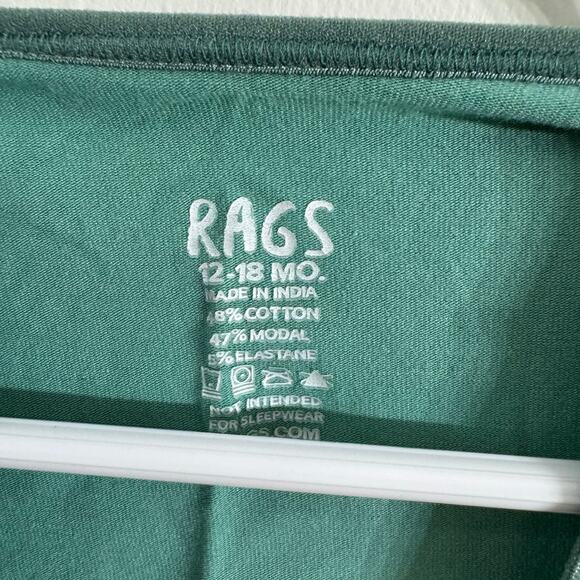 RAGS
12-18 MO.
MADE IN INDIA
48% COTTON
47% MODAL
5% ELASTANE
NOT INTENDED
FOR SLEEPWEAR